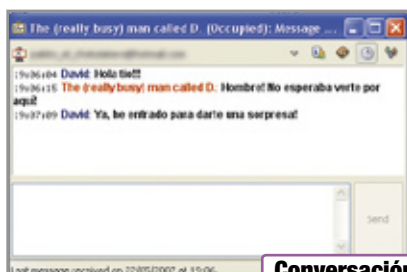 The (really busy) man called D. (Occupied): Message ...
19:06:04 David: Hola tio!!!
19:06:15 The (really busy) man called D.: Hombre! No esperaba verte por
aquí!
19:07:09 David: Ya, he entrado para darte una sorpresa!
Send
Last message received on 22/05/2007 at 19:06.
Conversación